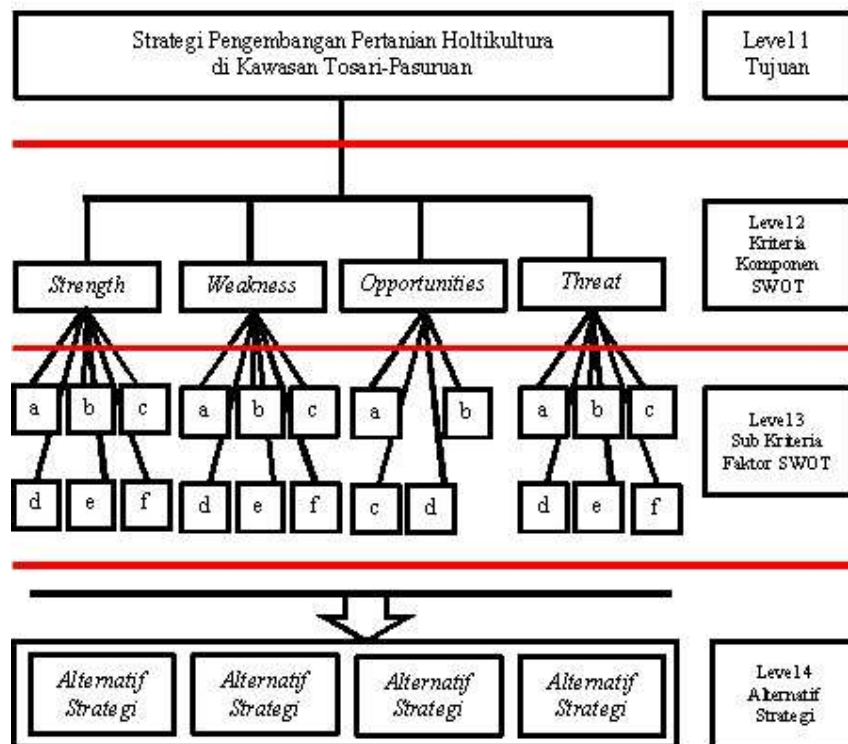 Strategi Pengembangan Pertanian Holtikultura
di Kawasan Tosari-Pasuruan
Level 1
Tujuan
Level 2
Kriteria
Komponen
SWOT
Strength
Weakness
Opportunities
Threat
a b c
a b c
a b
a b c
d e f
d e f
c d
d e f
Level 3
Sub Kriteria
Faktor SWOT
Alternatif
Strategi
Alternatif
Strategi
Alternatif
Strategi
Alternatif
Strategi
Level 4
Alternatif
Strategi